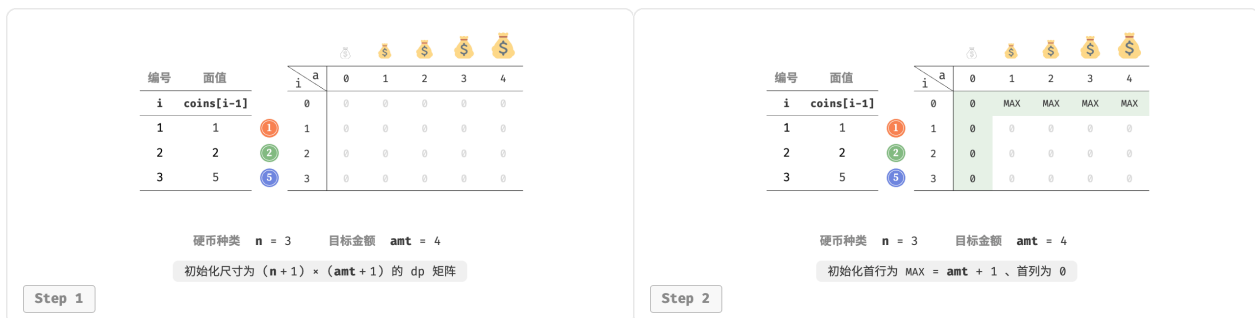 编号 面值
i coins[i-1]
1 1 1
2 2 2
3 5 5
$ $ $ $ $
a
i
0 1 2 3 4
0 0 0 0 0 0
1 0 0 0 0 0
2 0 0 0 0 0
3 0 0 0 0 0
硬币种类 n = 3 目标金额 amt = 4
初始化尺寸为 (n + 1) × (amt + 1) 的 dp 矩阵
Step 1
编号 面值
i coins[i-1]
1 1 1
2 2 2
3 5 5
$ $ $ $ $
a
i
0 1 2 3 4
0 0 MAX MAX MAX MAX
1 0 0 0 0 0
2 0 0 0 0 0
3 0 0 0 0 0
硬币种类 n = 3 目标金额 amt = 4
初始化首行为 MAX = amt + 1 、首列为 0
Step 2